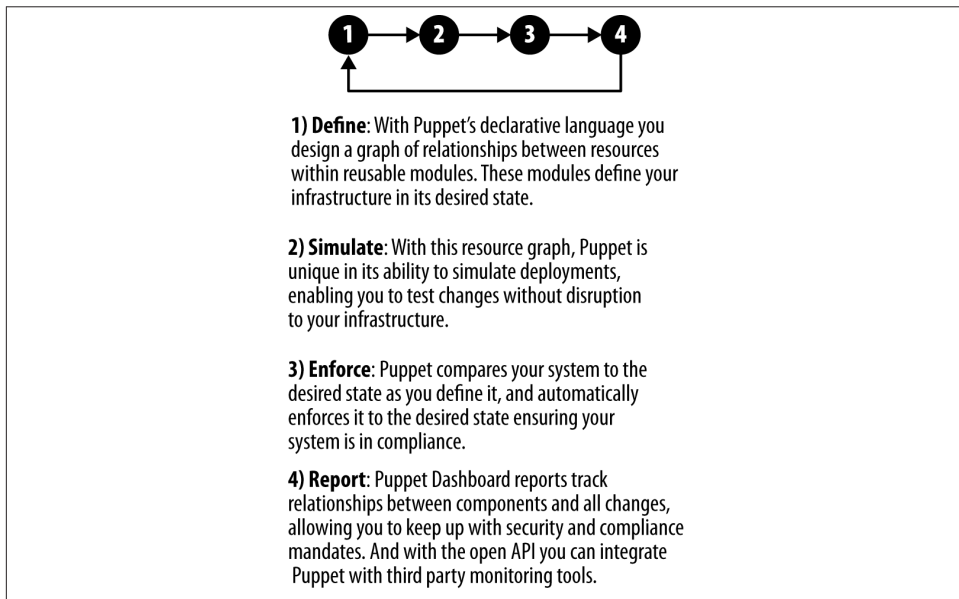 1 2 3 4
1) Define: With Puppet’s declarative language you
design a graph of relationships between resources
within reusable modules. These modules define your
infrastructure in its desired state.
2) Simulate: With this resource graph, Puppet is
unique in its ability to simulate deployments,
enabling you to test changes without disruption
to your infrastructure.
3) Enforce: Puppet compares your system to the
desired state as you define it, and automatically
enforces it to the desired state ensuring your
system is in compliance.
4) Report: Puppet Dashboard reports track
relationships between components and all changes,
allowing you to keep up with security and compliance
mandates. And with the open API you can integrate
Puppet with third party monitoring tools.